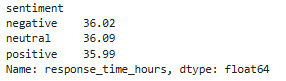 sentiment
negative    36.02
neutral     36.09
positive    35.99
Name: response_time_hours, dtype: float64